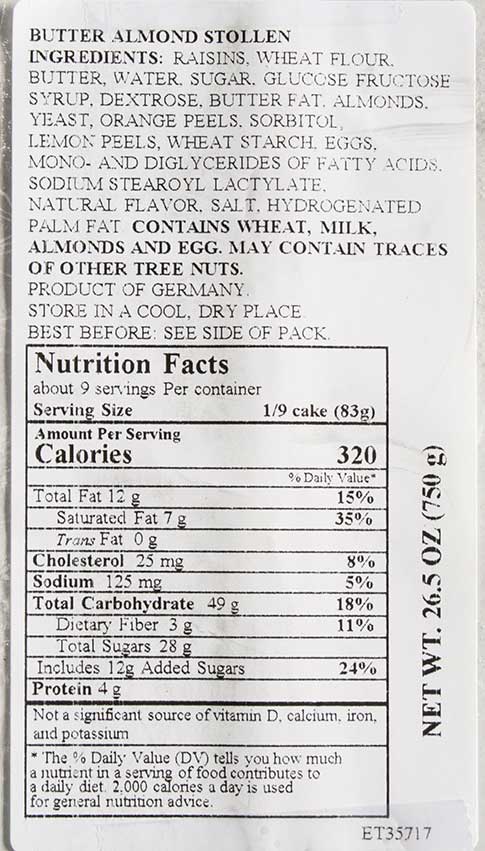 BUTTER ALMOND STOLLEN
INGREDIENTS: RAISINS, WHEAT FLOUR,
BUTTER, WATER, SUGAR, GLUCOSE FRUCTOSE
SYRUP, DEXTROSE, BUTTER FAT, ALMONDS,
YEAST, ORANGE PEELS, SORBITOL,
LEMON PEELS, WHEAT STARCH, EGGS,
MONO- AND DIGLYCERIDES OF FATTY ACIDS,
SODIUM STEAROYL LACTYLATE,
NATURAL FLAVOR, SALT, HYDROGENATED
PALM FAT. CONTAINS WHEAT, MILK,
ALMONDS AND EGG. MAY CONTAIN TRACES
OF OTHER TREE NUTS.
PRODUCT OF GERMANY.
STORE IN A COOL, DRY PLACE.
BEST BEFORE: SEE SIDE OF PACK.
Nutrition Facts
about 9 servings Per container
Serving Size 1/9 cake (83g)
Amount Per Serving
Calories 320
% Daily Value*
Total Fat 12 g 15%
Saturated Fat 7 g 35%
Trans Fat 0 g
Cholesterol 25 mg 8%
Sodium 125 mg 5%
Total Carbohydrate 49 g 18%
Dietary Fiber 3 g 11%
Total Sugars 28 g
Includes 12g Added Sugars 24%
Protein 4 g
Not a significant source of vitamin D, calcium, iron,
and potassium
* The % Daily Value (DV) tells you how much
a nutrient in a serving of food contributes to
a daily diet. 2,000 calories a day is used
for general nutrition advice.
NET WT. 26.5 OZ (750 g)
ET35717